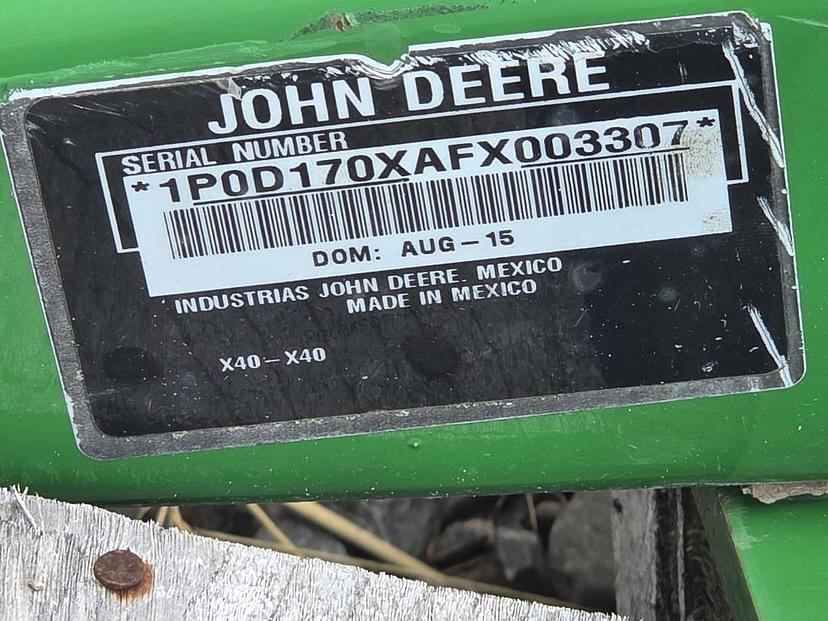 JOHN DEERE
SERIAL NUMBER
*1P0D170XAFX003307*
DOM: AUG-15
INDUSTRIAS JOHN DEERE. MEXICO
MADE IN MEXICO
X40-X40